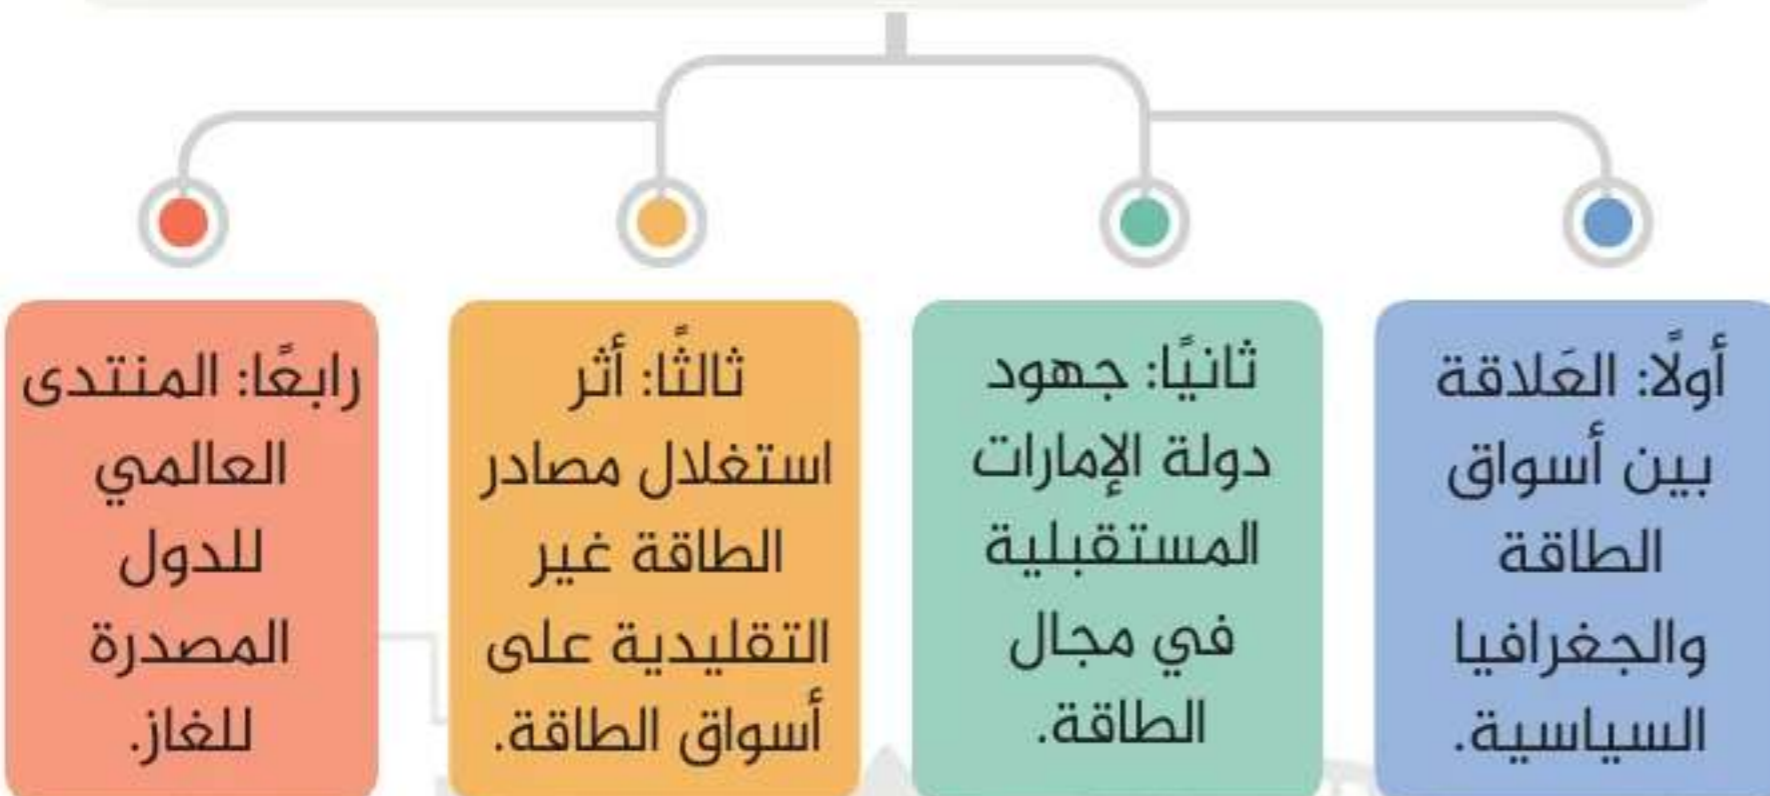 أولًا: العَلاقة
بين أسواق
الطاقة
والجغرافيا
السياسية.
ثانيًا: جهود
دولة الإمارات
المستقبلية
في مجال
الطاقة.
ثالثًا: أثر
استغلال مصادر
الطاقة غير
التقليدية على
أسواق الطاقة.
رابعًا: المنتدى
العالمي
للدول
المصدرة
للغاز.